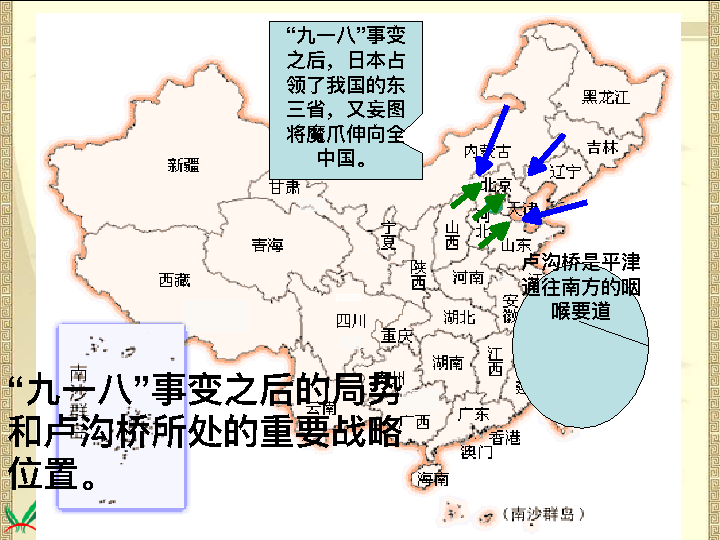 “九一八”事变
之后，日本占
领了我国的东
三省，又妄图
将魔爪伸向全
中国。
黑龙江
吉林
内蒙古
辽宁
新疆
甘肃
北京
天津
河北
宁夏
山西
山东
青海
陕西
河南
西藏
卢沟桥是平津
通往南方的咽
喉要道
安徽
四川
湖北
重庆
湖南
江西
南沙群岛
“九一八”事变之后的局势
和卢沟桥所处的重要战略
位置。
州
云南
广西
广东
香港
澳门
海南
（南沙群岛）